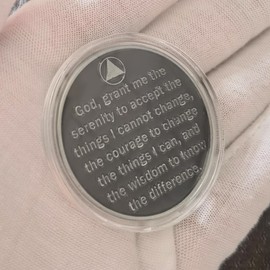 God, grant me the
serenity to accept the
things I cannot change,
the courage to change
the things I can, and
the wisdom to know
the difference.